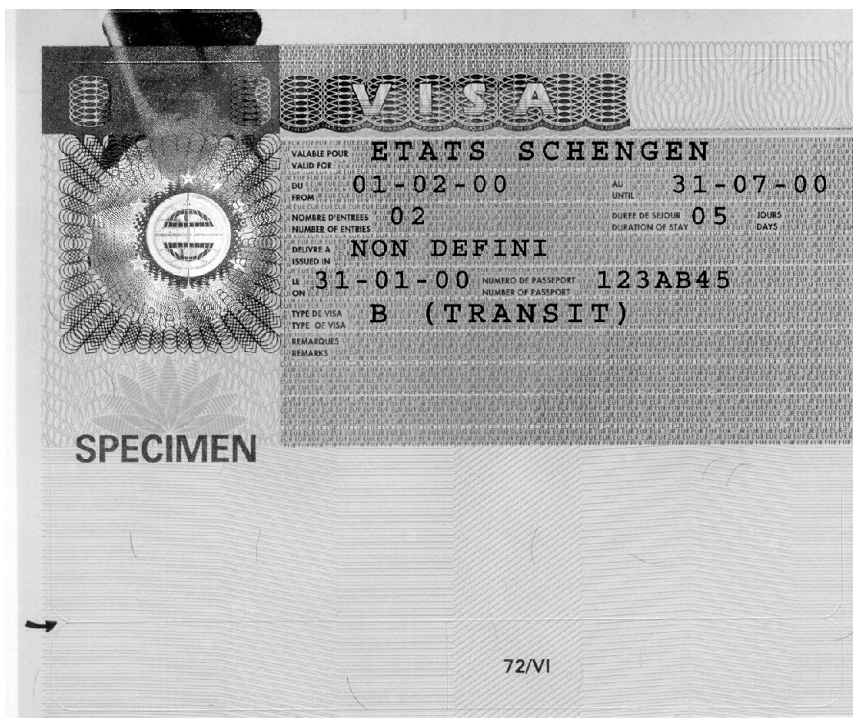 VISA
VALABLE POUR
VALID FOR
ETATS SCHENGEN
DU
FROM
01-02-00
AU
UNTIL
31-07-00
NOMBRE D'ENTREES
NUMBER OF ENTRIES
02
DUREE DE SEJOUR
DURATION OF STAY
05
JOURS
DAYS
DELIVRE A
ISSUED IN
NON DEFINI
LE
ON
31-01-00
NUMERO DE PASSEPORT
NUMBER OF PASSPORT
123AB45
TYPE DE VISA
TYPE OF VISA
B (TRANSIT)
REMARQUES
REMARKS
SPECIMEN
72/VI